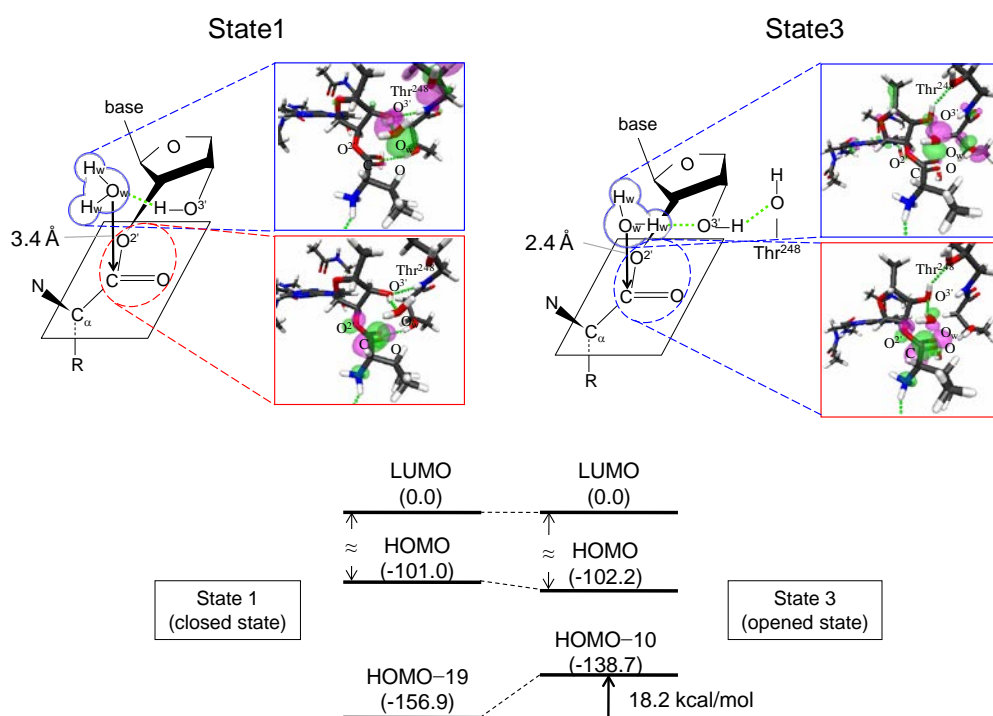 State1
State3
base
O
Hw
Ow
Hw
H–O3'
3.4 Å
O2'
C
O
N
Cα
R
Thr248
O3'
Ow
O2'
C
O
Thr248
O3'
Ow
O2'
C
O
base
O
Hw
Ow
Hw
O3'
H
H
O
Thr248
2.4 Å
O2'
C
O
N
Cα
R
Thr248
O3'
Ow
O2'
C
O
Thr248
O3'
Ow
O2'
C
O
LUMO
(0.0)
LUMO
(0.0)
≈
≈
HOMO
(-101.0)
HOMO
(-102.2)
State 1
(closed state)
State 3
(opened state)
HOMO−10
(-138.7)
HOMO−19
(-156.9)
18.2 kcal/mol